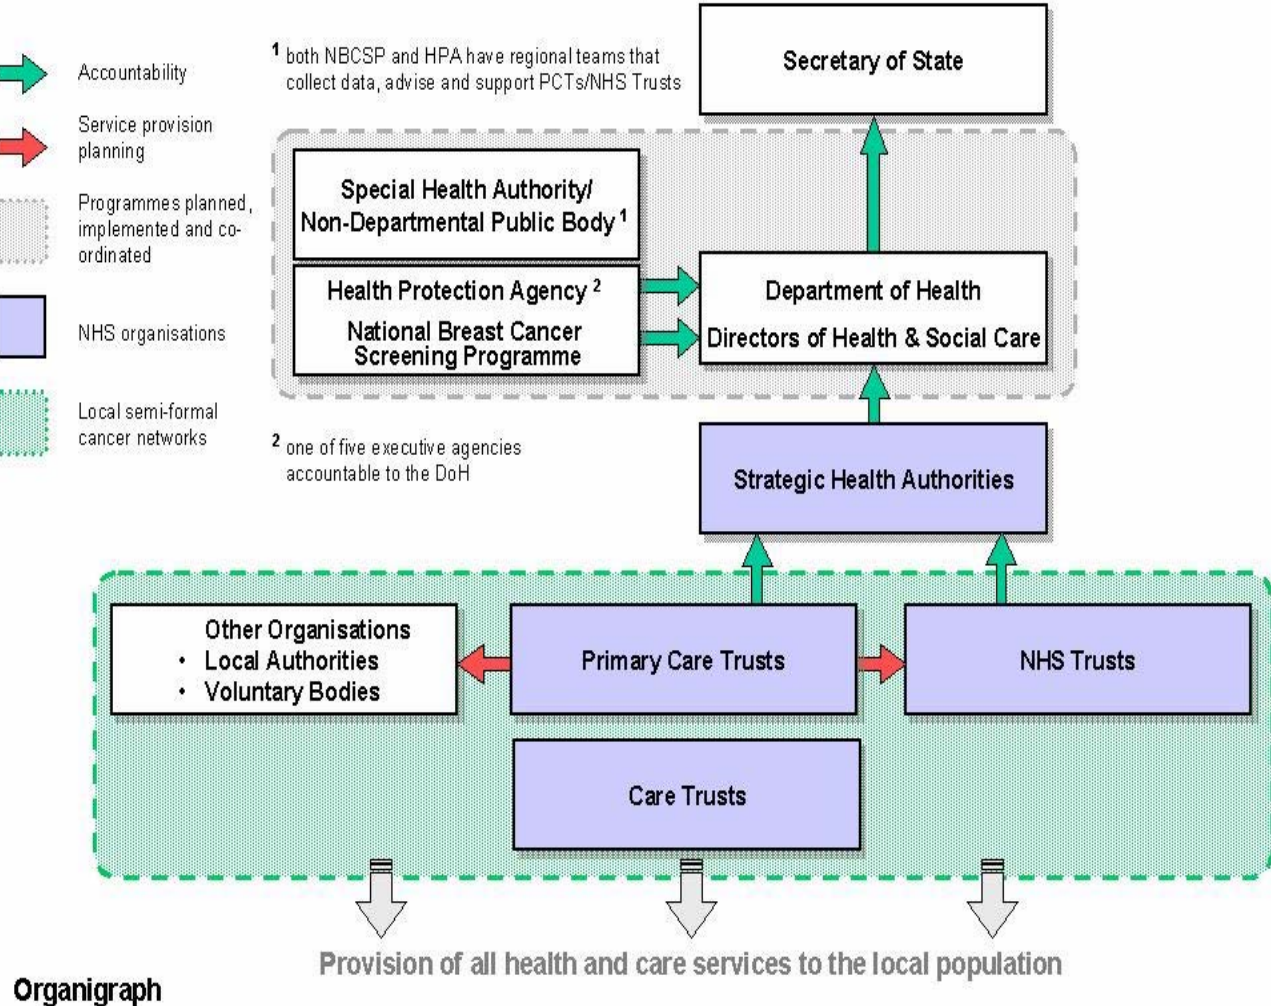 Accountability
Service provision
planning
Programmes planned,
implemented and co-
ordinated
NHS organisations
Local semi-formal
cancer networks
1 both NBCSP and HPA have regional teams that
collect data, advise and support PCTs/NHS Trusts
Secretary of State
Special Health Authority/
Non-Departmental Public Body 1
Health Protection Agency 2
National Breast Cancer
Screening Programme
Department of Health
Directors of Health & Social Care
2 one of five executive agencies
accountable to the DoH
Strategic Health Authorities
Other Organisations
• Local Authorities
• Voluntary Bodies
Primary Care Trusts
NHS Trusts
Care Trusts
Provision of all health and care services to the local population
Organigraph